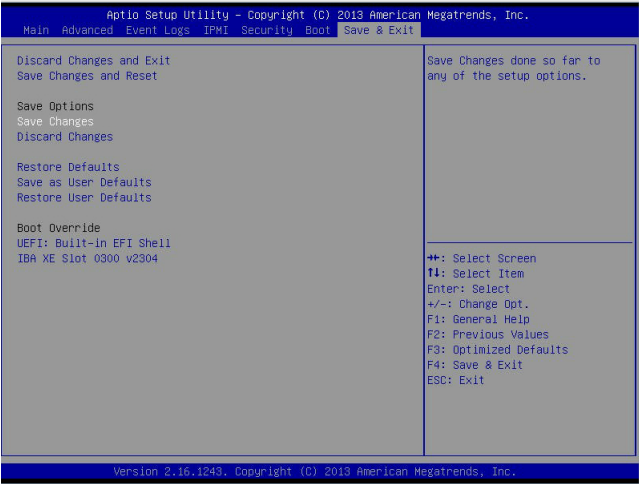 Aptio Setup Utility – Copyright (C) 2013 American Megatrends, Inc.
Main Advanced Event Logs IPMI Security Boot Save & Exit
Discard Changes and Exit
Save Changes and Reset
Save Options
Save Changes
Discard Changes
Restore Defaults
Save as User Defaults
Restore User Defaults
Boot Override
UEFI: Built-in EFI Shell
IBA XE Slot 0300 v2304
Save Changes done so far to
any of the setup options.
→←: Select Screen
↑↓: Select Item
Enter: Select
+/-: Change Opt.
F1: General Help
F2: Previous Values
F3: Optimized Defaults
F4: Save & Exit
ESC: Exit
Version 2.16.1243. Copyright (C) 2013 American Megatrends, Inc.